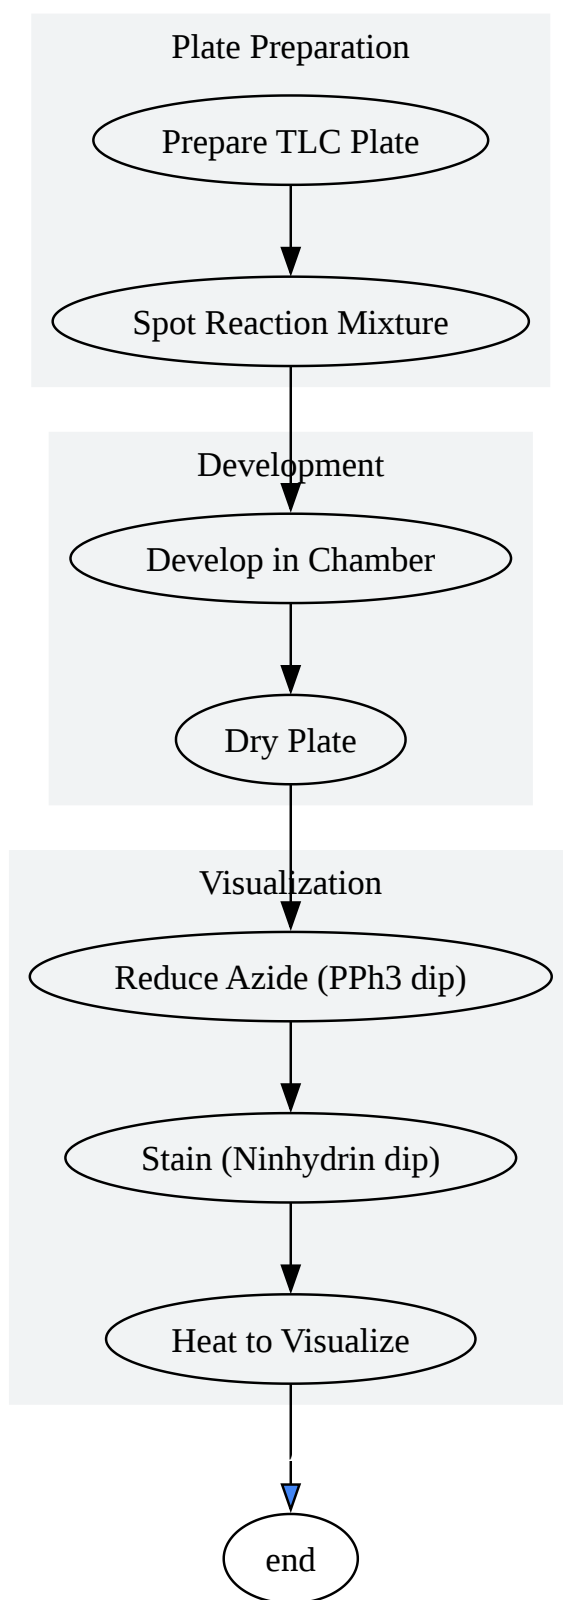 Plate Preparation
Prepare TLC Plate
Spot Reaction Mixture
Development
Develop in Chamber
Dry Plate
Visualization
Reduce Azide (PPh3 dip)
Stain (Ninhydrin dip)
Heat to Visualize
end